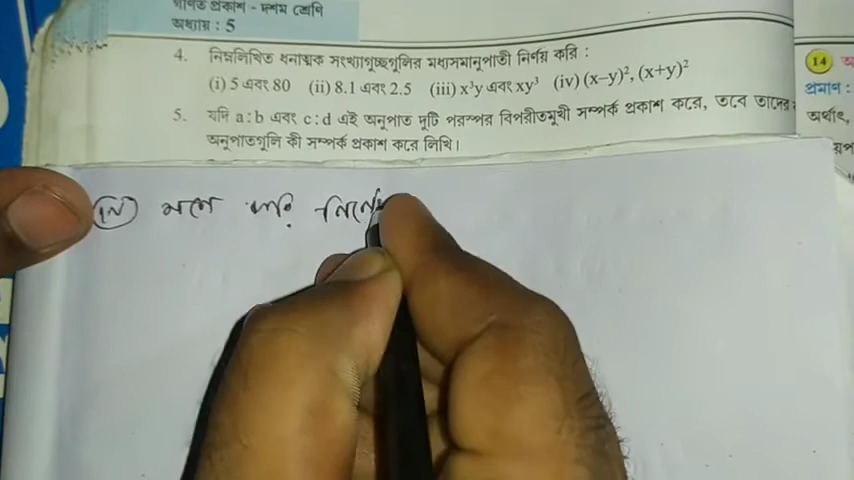 গণিত প্রকাশ - দশম শ্রেণি
অধ্যায় : 5
4. নিম্নলিখিত ধনাত্মক সংখ্যাগুচ্ছগুলির মধ্যসমানুপাতী নির্ণয় করি :
(i) 5 এবং 80 (ii) 8.1 এবং 2.5 (iii) x³y এবং xy³ (iv) (x–y)², (x+y)²
5. যদি a : b এবং c : d এই অনুপাত দুটি পরস্পর বিপরীতমুখী সম্পর্ক প্রকাশ করে, তবে তাদের
অনুপাতগুলি কী সম্পর্ক প্রকাশ করে লিখি।
14
প্রমাণ :
অর্থাৎ,
মনে করি নির্ণে